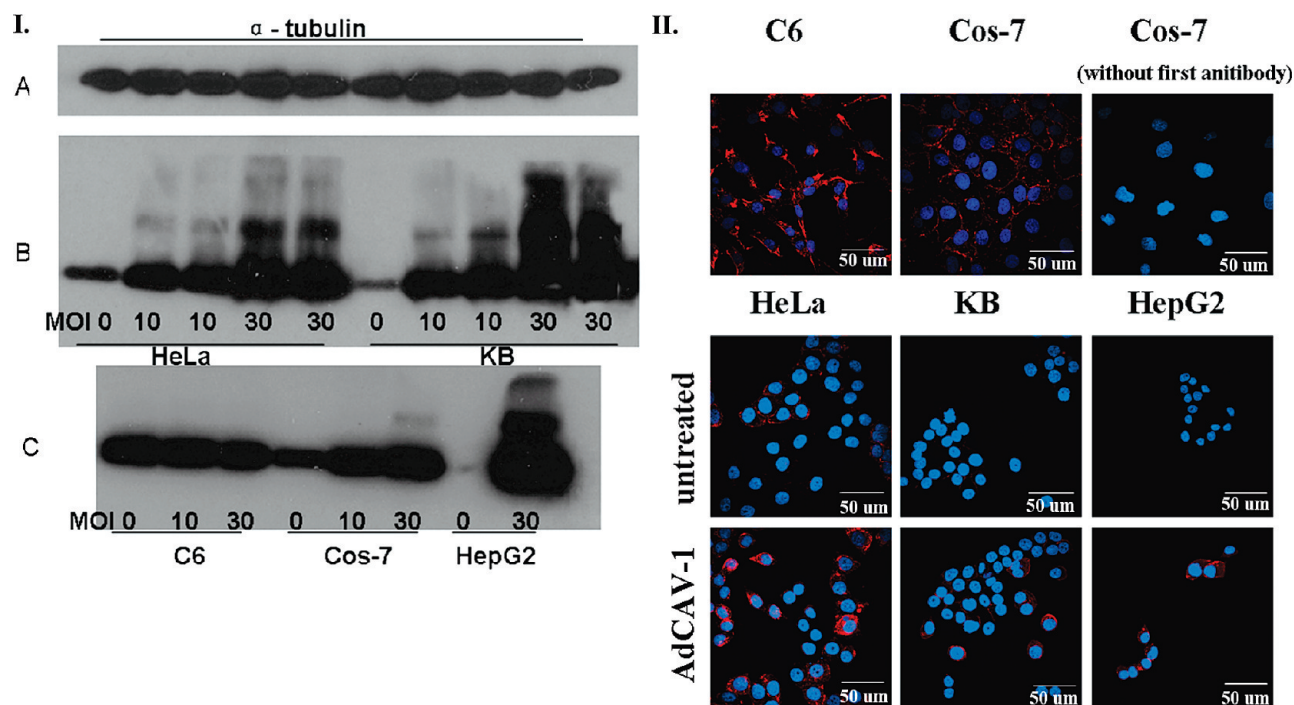 I.
α - tubulin
A
B
MOI 0 10 10 30 30 0 10 10 30 30
HeLa KB
C
MOI 0 10 30 0 10 30 0 30
C6 Cos-7 HepG2
II.
C6 Cos-7 Cos-7
(without first anitibody)
50 um 50 um 50 um
HeLa KB HepG2
untreated
50 um 50 um 50 um
AdCAV-1
50 um 50 um 50 um